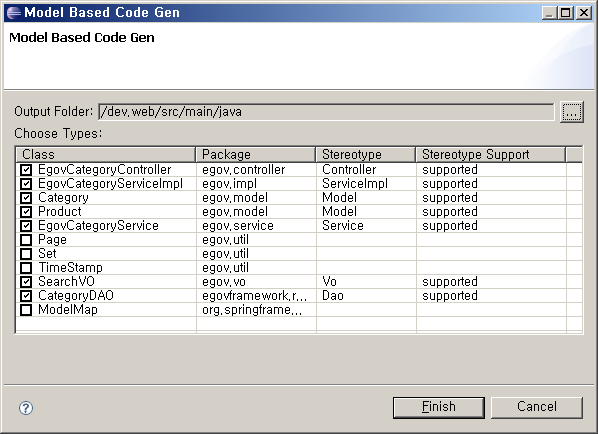 Model Based Code Gen
Model Based Code Gen
Output Folder: /dev.web/src/main/java ...
Choose Types:
Class Package Stereotype Stereotype Support
EgovCategoryController egov.controller Controller supported
EgovCategoryServiceImpl egov.impl ServiceImpl supported
Category egov.model Model supported
Product egov.model Model supported
EgovCategoryService egov.service Service supported
Page egov.util
Set egov.util
TimeStamp egov.util
SearchVO egov.vo Vo supported
CategoryDAO egovframework.r... Dao supported
ModelMap org.springframe...
? Finish Cancel